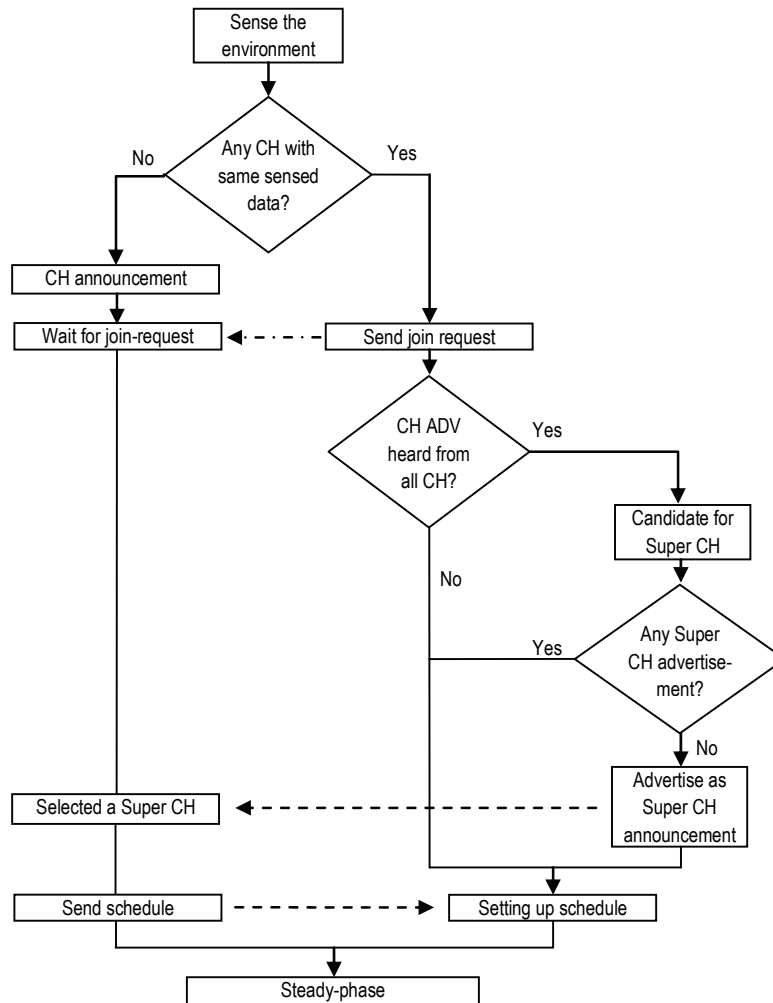 Sense the
environment
No
Any CH with
same sensed
data?
Yes
CH announcement
Wait for join-request
Send join request
CH ADV
heard from
all CH?
Yes
Candidate for
Super CH
No
Yes
Any Super
CH advertise-
ment?
No
Selected a Super CH
Advertise as
Super CH
announcement
Send schedule
Setting up schedule
Steady-phase